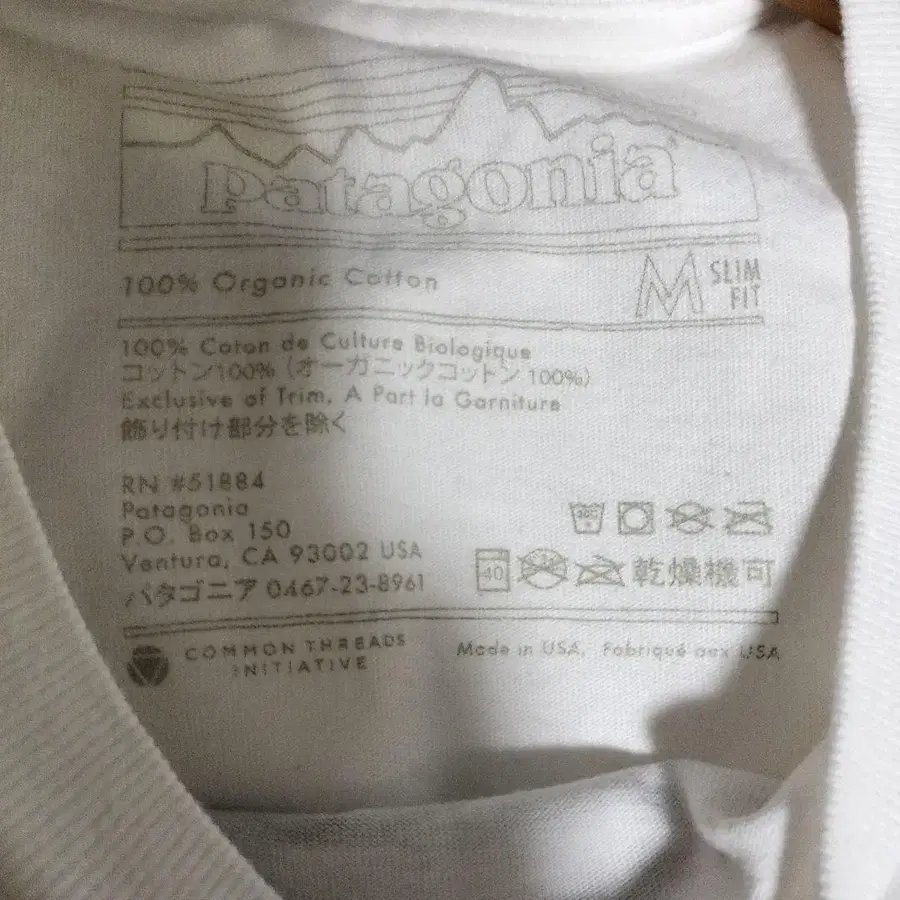 patagonia
100% Organic Cotton
M SLIM FIT
100% Coton de Culture Biologique
コットン100% (オーガニックコットン 100%)
Exclusive of Trim, A Part la Garniture
飾り付け部分を除く
RN #51884
Patagonia
P.O. Box 150
Ventura, CA 93002 USA
パタゴニア 0467-23-8961
40 乾燥機可
COMMON THREADS
INITIATIVE
Made in USA, Fabriqué aux USA